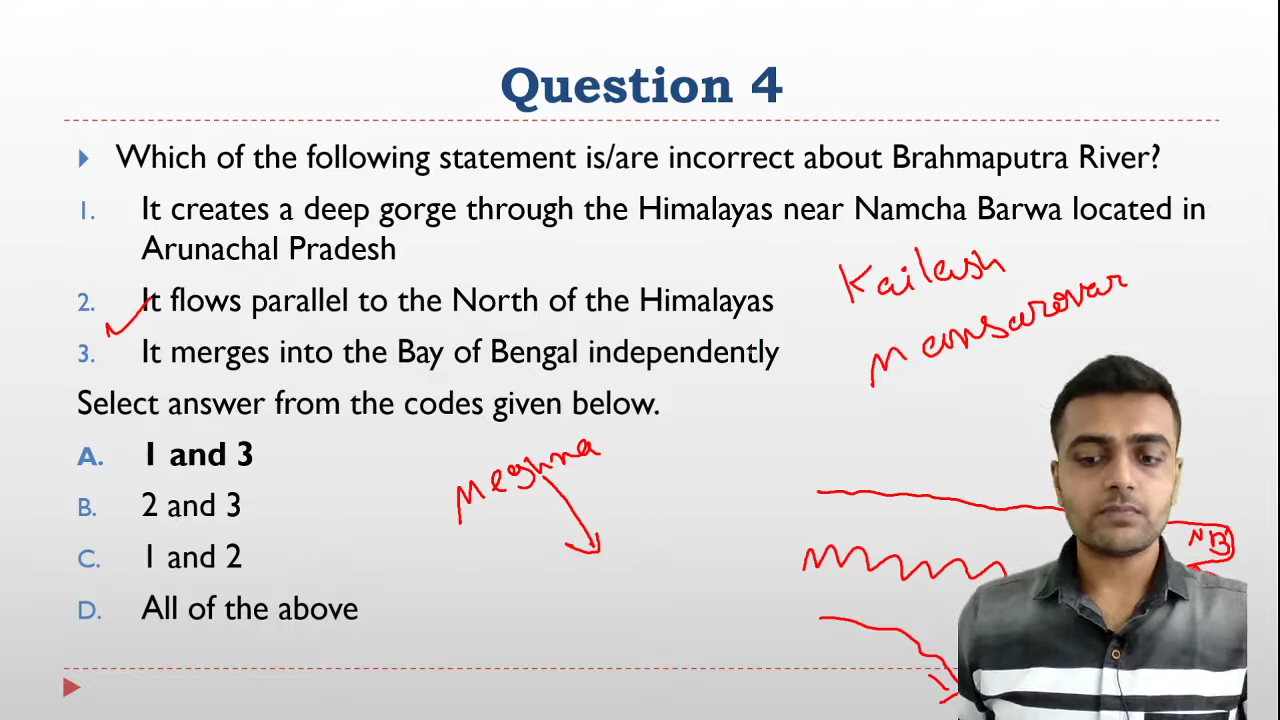 Question 4
Which of the following statement is/are incorrect about Brahmaputra River?
1. It creates a deep gorge through the Himalayas near Namcha Barwa located in
Arunachal Pradesh
Kailash
2. It flows parallel to the North of the Himalayas
Mansarovar
3. It merges into the Bay of Bengal independently
Select answer from the codes given below.
A. 1 and 3
Meghna
B. 2 and 3
NB
C. 1 and 2
D. All of the above